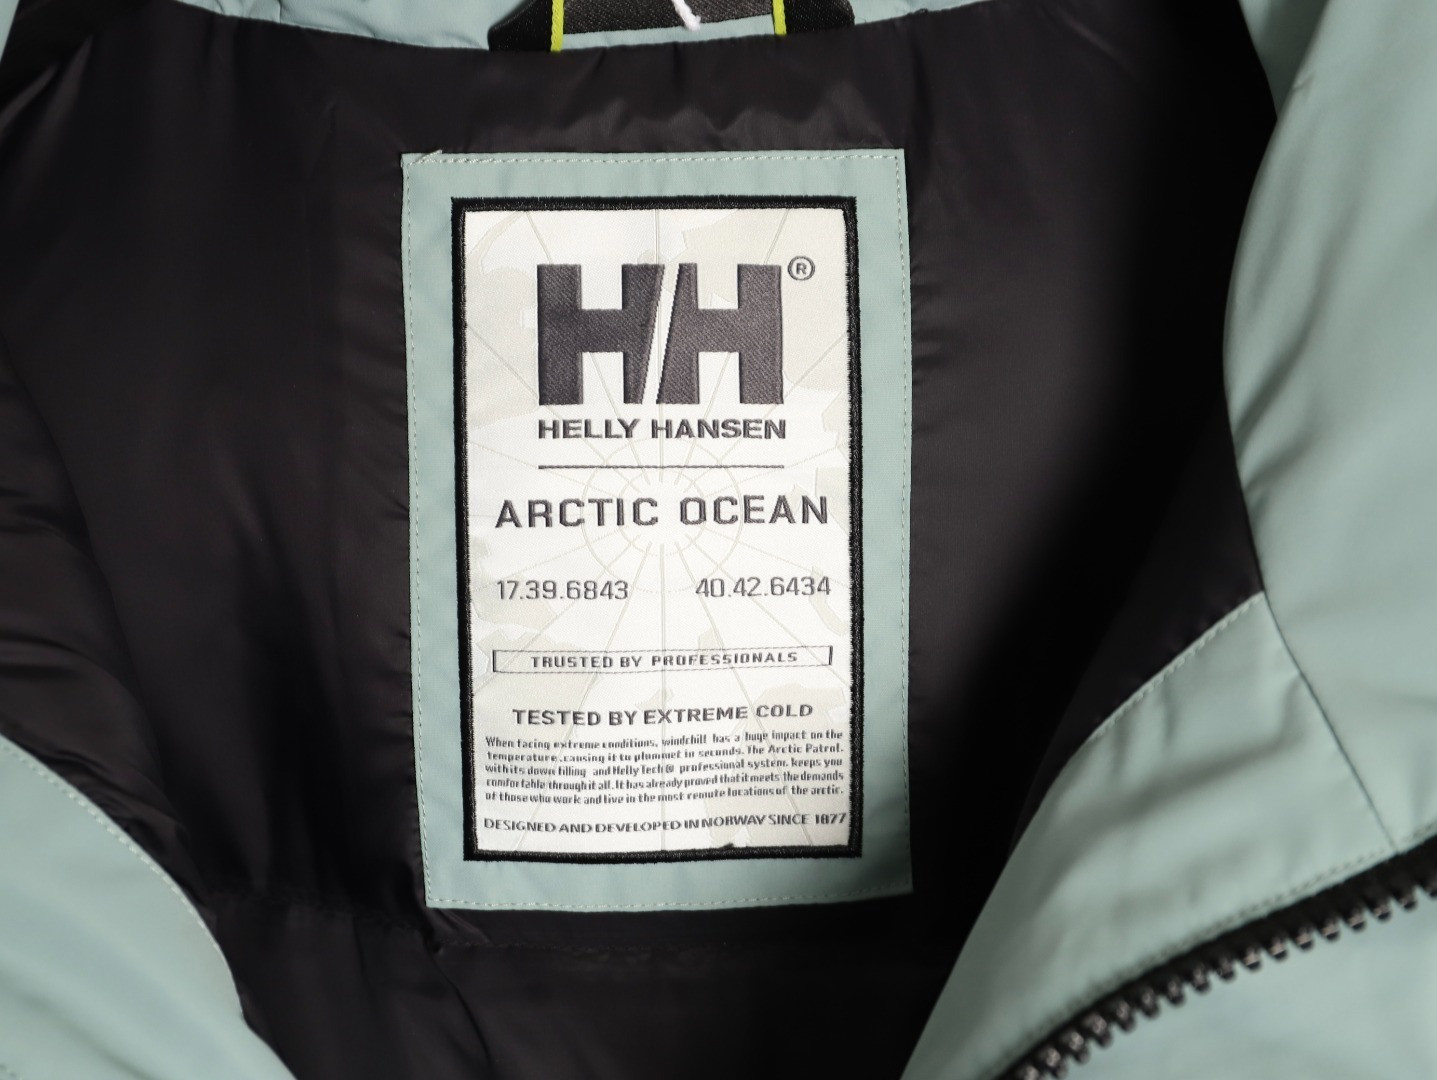 HH®
HELLY HANSEN
ARCTIC OCEAN
17.39.6843 40.42.6434
TRUSTED BY PROFESSIONALS
TESTED BY EXTREME COLD
When facing extreme conditions, windchill has a huge impact on the
temperature, causing it to plummet in seconds. The Arctic Patrol.
with its down filling and Helly Tech® professional system, keeps you
comfortable through it all. It has already proved that it meets the demands
of those who work and live in the most remote locations of the arctic.
DESIGNED AND DEVELOPED IN NORWAY SINCE 1877